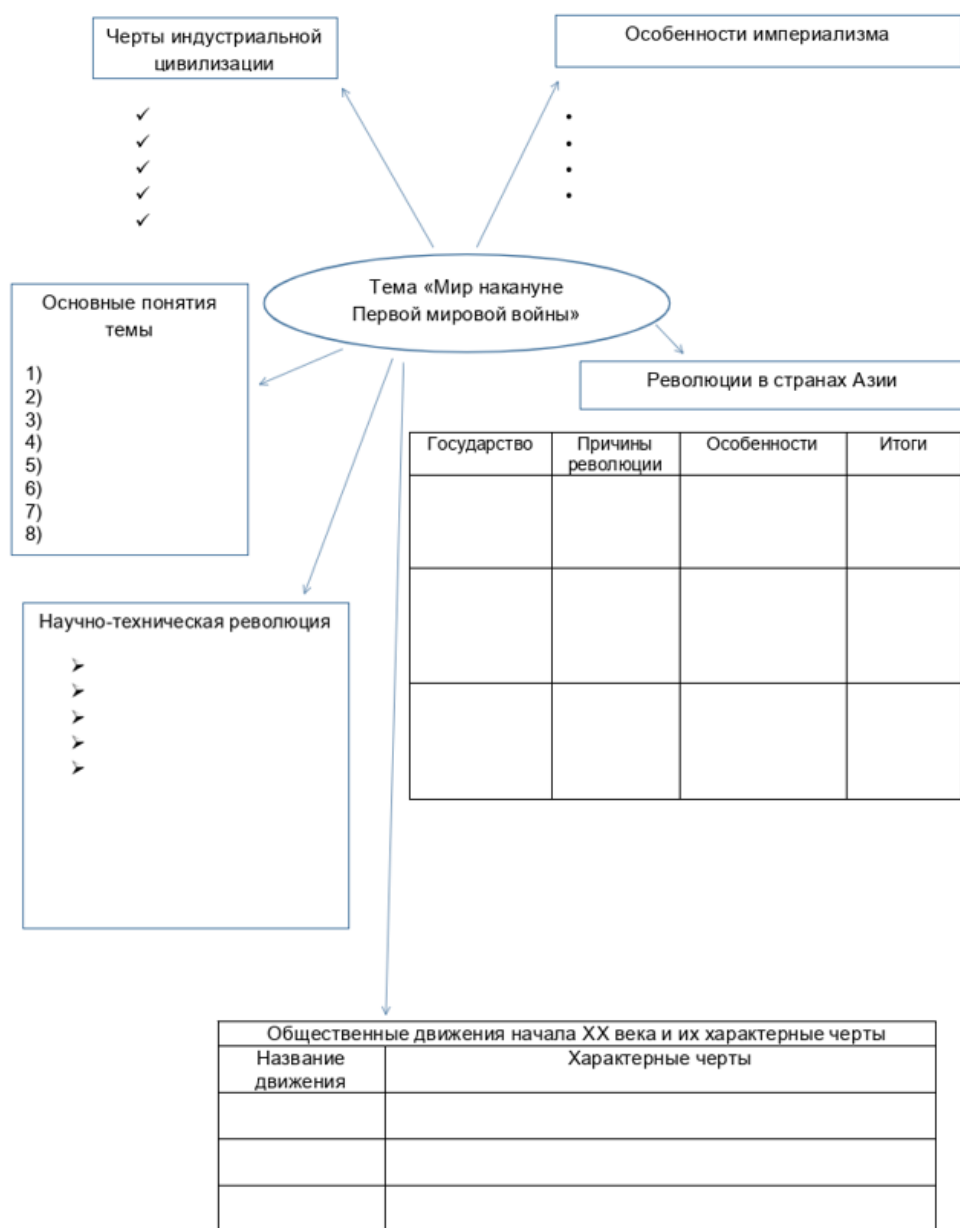 Черты индустриальной
цивилизации
✓
✓
✓
✓
✓
Особенности империализма
•
•
•
•
Тема «Мир накануне
Первой мировой войны»
Основные понятия
темы
1)
2)
3)
4)
5)
6)
7)
8)
Революции в странах Азии
Государство Причины Особенности Итоги
революции
Научно-техническая революция
➢
➢
➢
➢
➢
Общественные движения начала XX века и их характерные черты
Название Характерные черты
движения